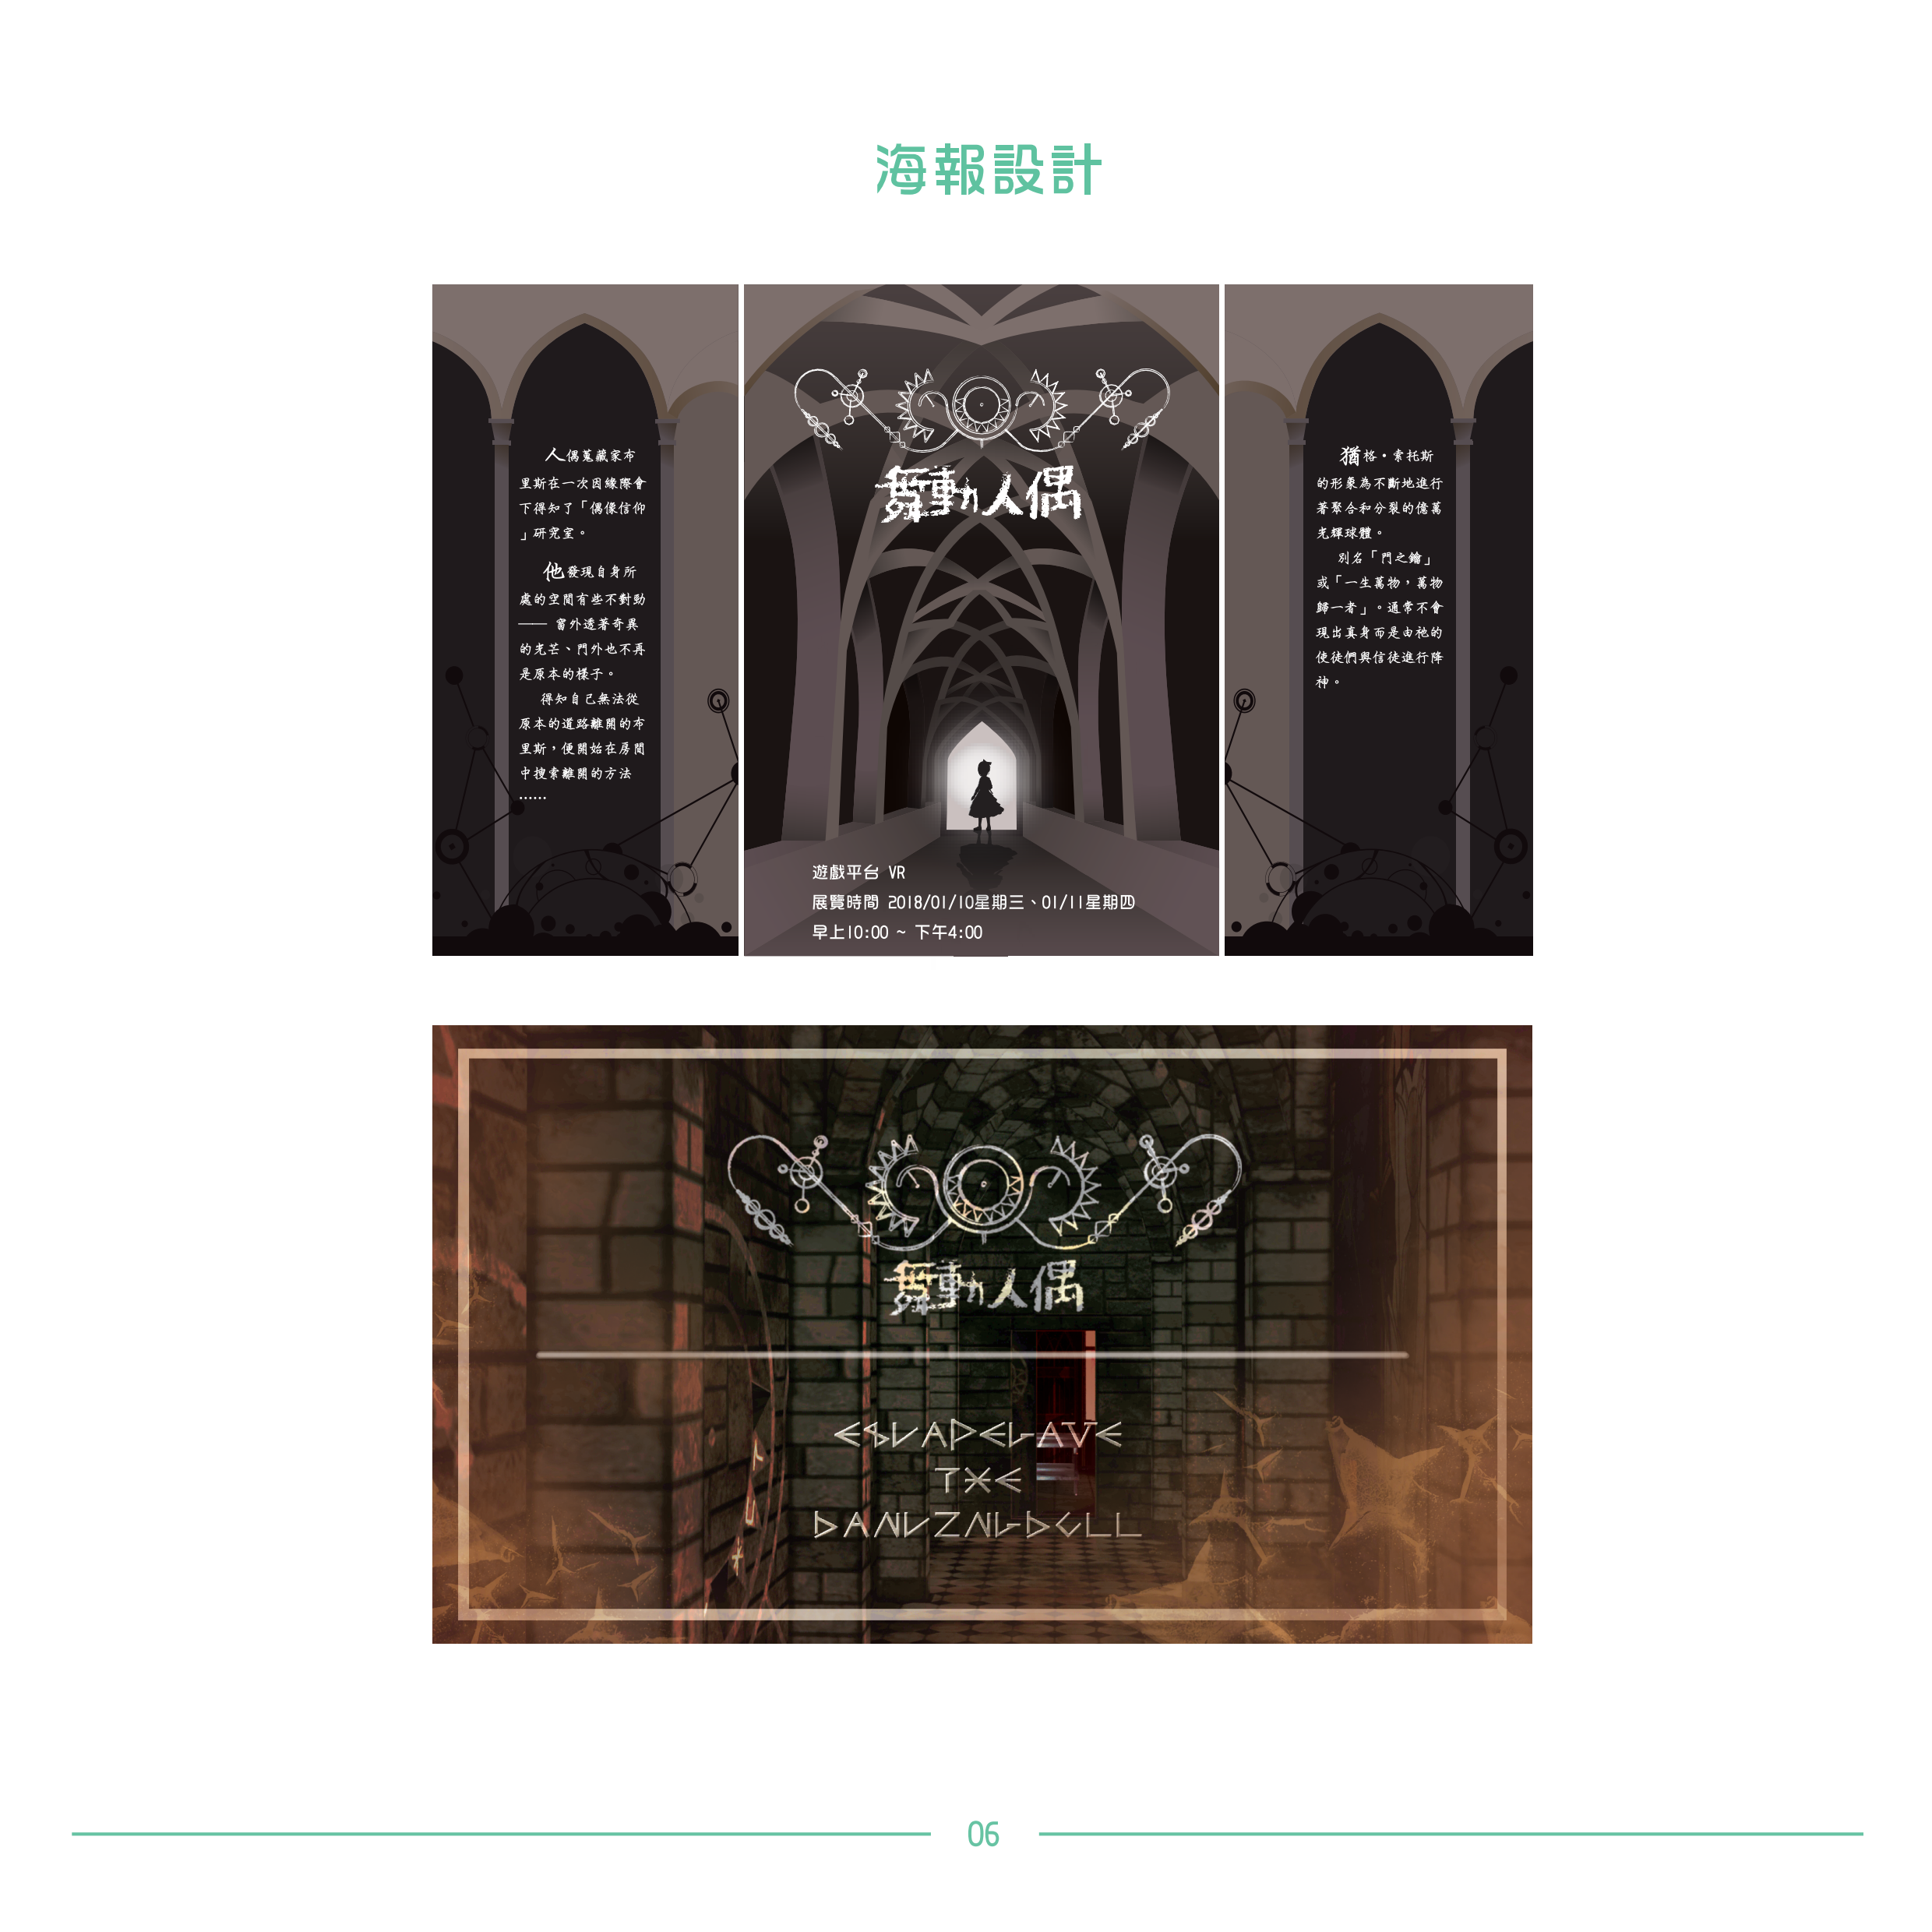 海報設計
人偶蒐藏家布
里斯在一次因緣際會
下得知了「偶像信仰
」研究室。
他發現自身所
處的空間有些不對勁
—— 窗外透著奇異
的光芒、門外也不再
是原本的樣子。
得知自己無法從
原本的道路離開的布
里斯，便開始在房間
中搜索離開的方法
……
舞動人偶
遊戲平台 VR
展覽時間 2018/01/10星期三、01/11星期四
早上10:00 ~ 下午4:00
猶格·索托斯
的形象為不斷地進行
著聚合和分裂的億萬
光輝球體。
別名「門之鑰」
或「一生萬物，萬物
歸一者」。通常不會
現出真身而是由祂的
使徒們與信徒進行降
神。
舞動人偶
06